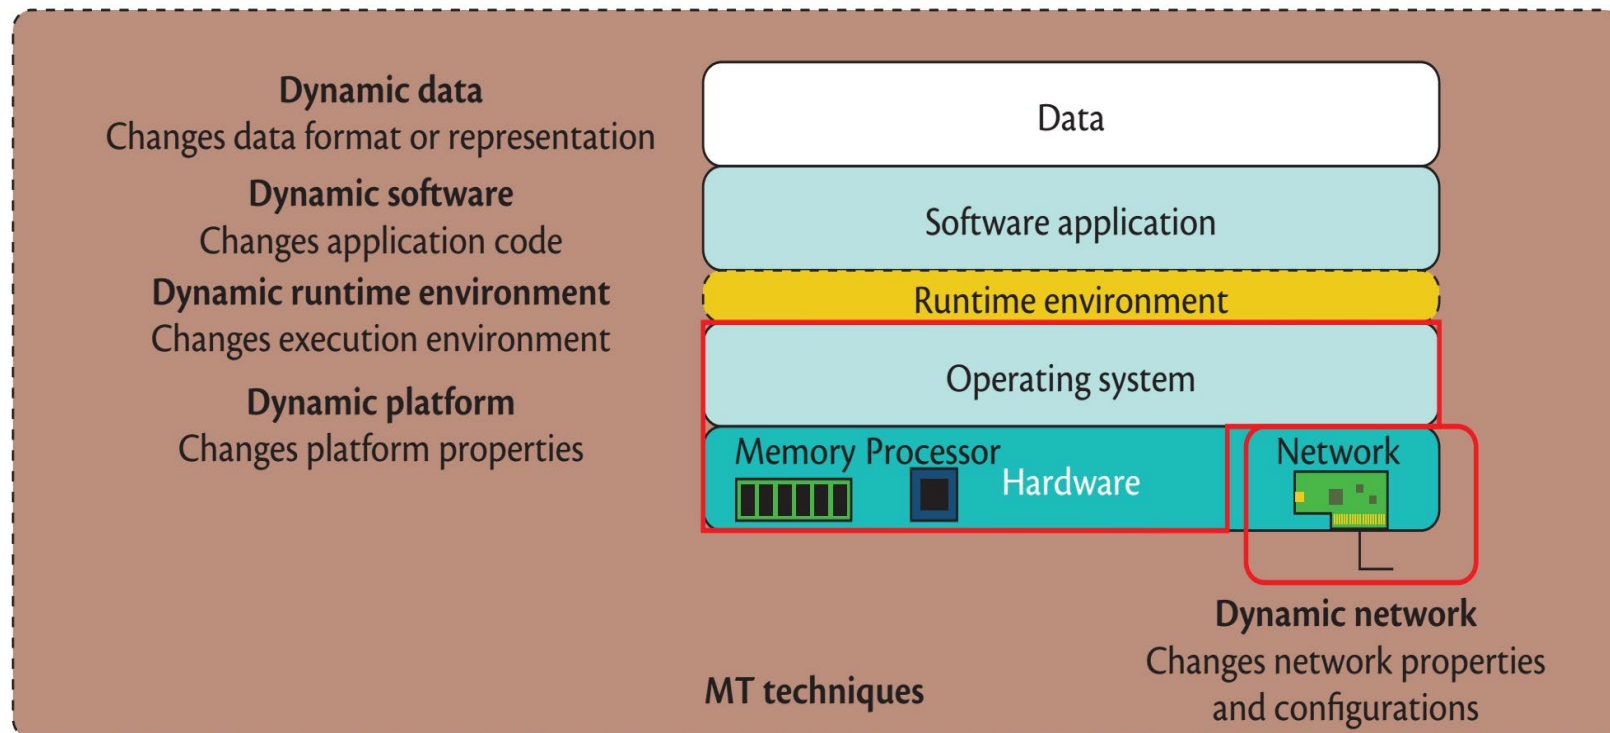 Dynamic data
Changes data format or representation
Dynamic software
Changes application code
Dynamic runtime environment
Changes execution environment
Dynamic platform
Changes platform properties
Data
Software application
Runtime environment
Operating system
Memory Processor
Hardware
Network
Dynamic network
Changes network properties
and configurations
MT techniques